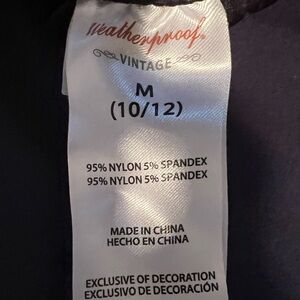 Weatherproof
VINTAGE
M
(10/12)
95% NYLON 5% SPANDEX
95% NYLON 5% SPANDEX
MADE IN CHINA
HECHO EN CHINA
EXCLUSIVE OF DECORATION
EXCLUSIVO DE DECORACIÓN